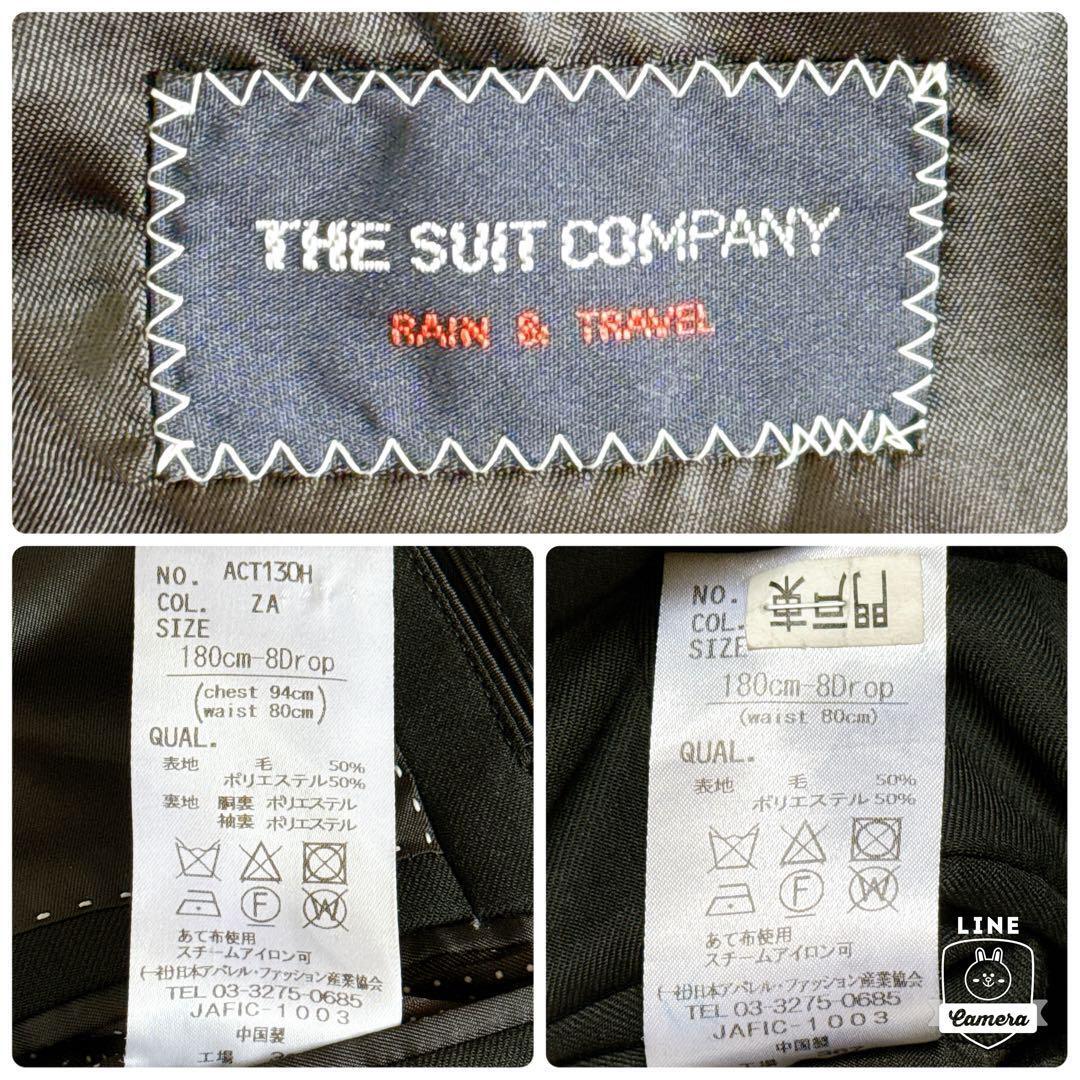 THE SUIT COMPANY
RAIN & TRAVEL
NO. ACT130H
COL. ZA
SIZE
180cm-8Drop
(chest 94cm
waist 80cm)
QUAL.
表地 毛 50%
ポリエステル50%
裏地 胴裏 ポリエステル
袖裏 ポリエステル
F
W
あて布使用
スチームアイロン可
(一社)日本アパレル・ファッション産業協会
TEL 03-3275-0685
JAFIC-1003
中国製
工場
NO.
COL.
SIZE
門戸東
180cm-8Drop
(waist 80cm)
QUAL.
表地 毛 50%
ポリエステル 50%
F
W
あて布使用
スチームアイロン可
(一社)日本アパレル・ファッション産業協会
TEL 03-3275-0685
JAFIC-1003
中国製
LINE
Camera